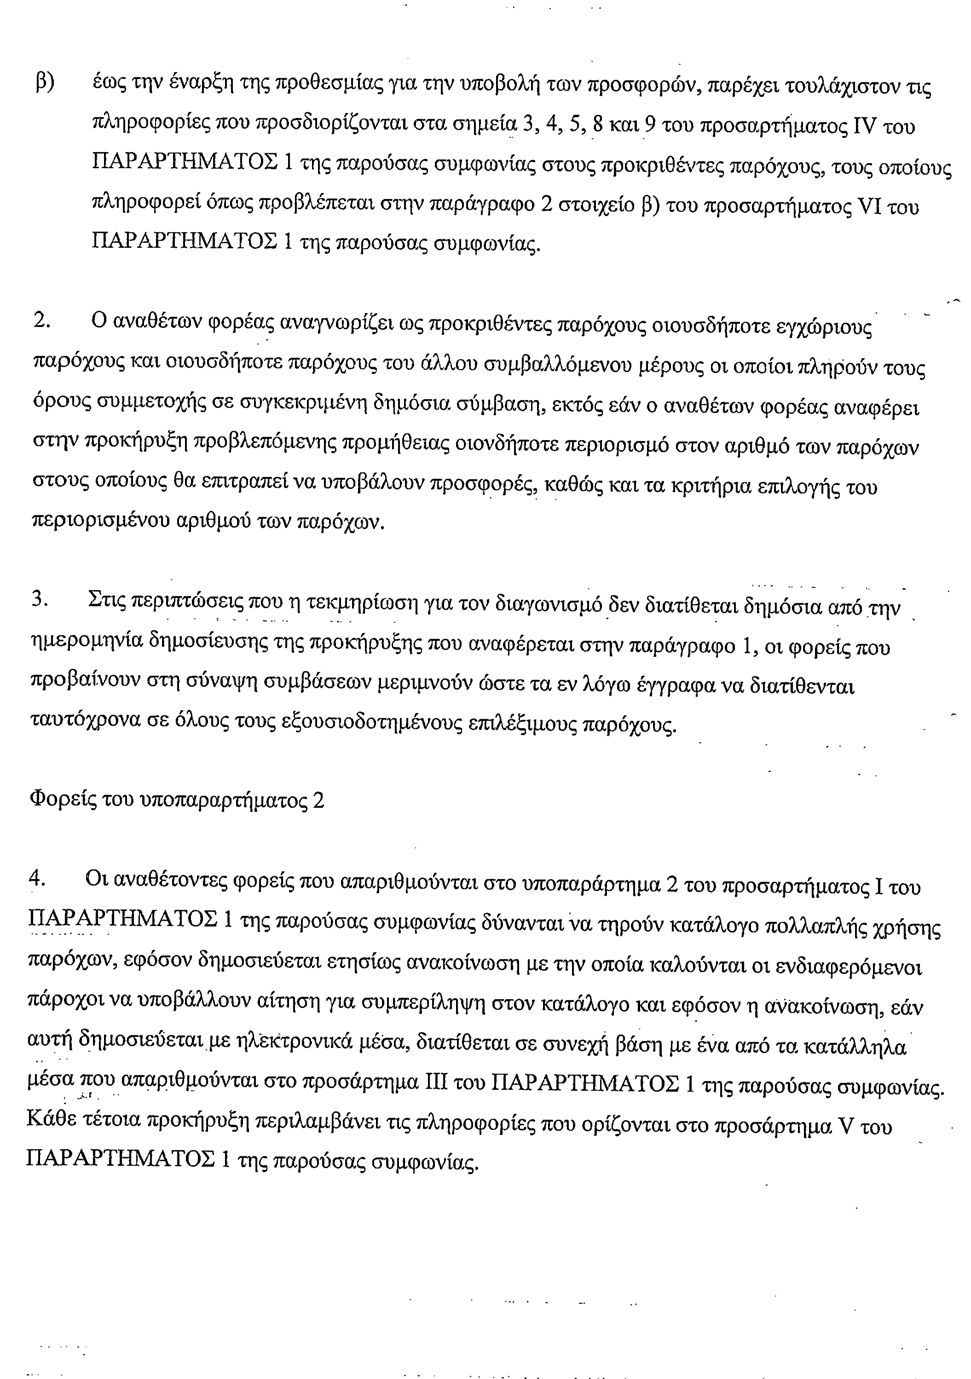 β) έως την έναρξη της προθεσμίας για την υποβολή των προσφορών, παρέχει τουλάχιστον τις
πληροφορίες που προσδιορίζονται στα σημεία 3, 4, 5, 8 και 9 του προσαρτήματος IV του
ΠΑΡΑΡΤΗΜΑΤΟΣ 1 της παρούσας συμφωνίας στους προκριθέντες παρόχους, τους οποίους
πληροφορεί όπως προβλέπεται στην παράγραφο 2 στοιχείο β) του προσαρτήματος VI του
ΠΑΡΑΡΤΗΜΑΤΟΣ 1 της παρούσας συμφωνίας.
2. Ο αναθέτων φορέας αναγνωρίζει ως προκριθέντες παρόχους οιουσδήποτε εγχώριους
παρόχους και οιουσδήποτε παρόχους του άλλου συμβαλλόμενου μέρους οι οποίοι πληρούν τους
όρους συμμετοχής σε συγκεκριμένη δημόσια σύμβαση, εκτός εάν ο αναθέτων φορέας αναφέρει
στην προκήρυξη προβλεπόμενης προμήθειας οιονδήποτε περιορισμό στον αριθμό των παρόχων
στους οποίους θα επιτραπεί να υποβάλουν προσφορές, καθώς και τα κριτήρια επιλογής του
περιορισμένου αριθμού των παρόχων.
3. Στις περιπτώσεις που η τεκμηρίωση για τον διαγωνισμό δεν διατίθεται δημόσια από την
ημερομηνία δημοσίευσης της προκήρυξης που αναφέρεται στην παράγραφο 1, οι φορείς που
προβαίνουν στη σύναψη συμβάσεων μεριμνούν ώστε τα εν λόγω έγγραφα να διατίθενται
ταυτόχρονα σε όλους τους εξουσιοδοτημένους επιλέξιμους παρόχους.
Φορείς του υποπαραρτήματος 2
4. Οι αναθέτοντες φορείς που απαριθμούνται στο υποπαράρτημα 2 του προσαρτήματος I του
ΠΑΡΑΡΤΗΜΑΤΟΣ 1 της παρούσας συμφωνίας δύνανται να τηρούν κατάλογο πολλαπλής χρήσης
παρόχων, εφόσον δημοσιεύεται ετησίως ανακοίνωση με την οποία καλούνται οι ενδιαφερόμενοι
πάροχοι να υποβάλλουν αίτηση για συμπερίληψη στον κατάλογο και εφόσον η ανακοίνωση, εάν
αυτή δημοσιεύεται με ηλεκτρονικά μέσα, διατίθεται σε συνεχή βάση με ένα από τα κατάλληλα
μέσα που απαριθμούνται στο προσάρτημα III του ΠΑΡΑΡΤΗΜΑΤΟΣ 1 της παρούσας συμφωνίας.
Κάθε τέτοια προκήρυξη περιλαμβάνει τις πληροφορίες που ορίζονται στο προσάρτημα V του
ΠΑΡΑΡΤΗΜΑΤΟΣ 1 της παρούσας συμφωνίας.